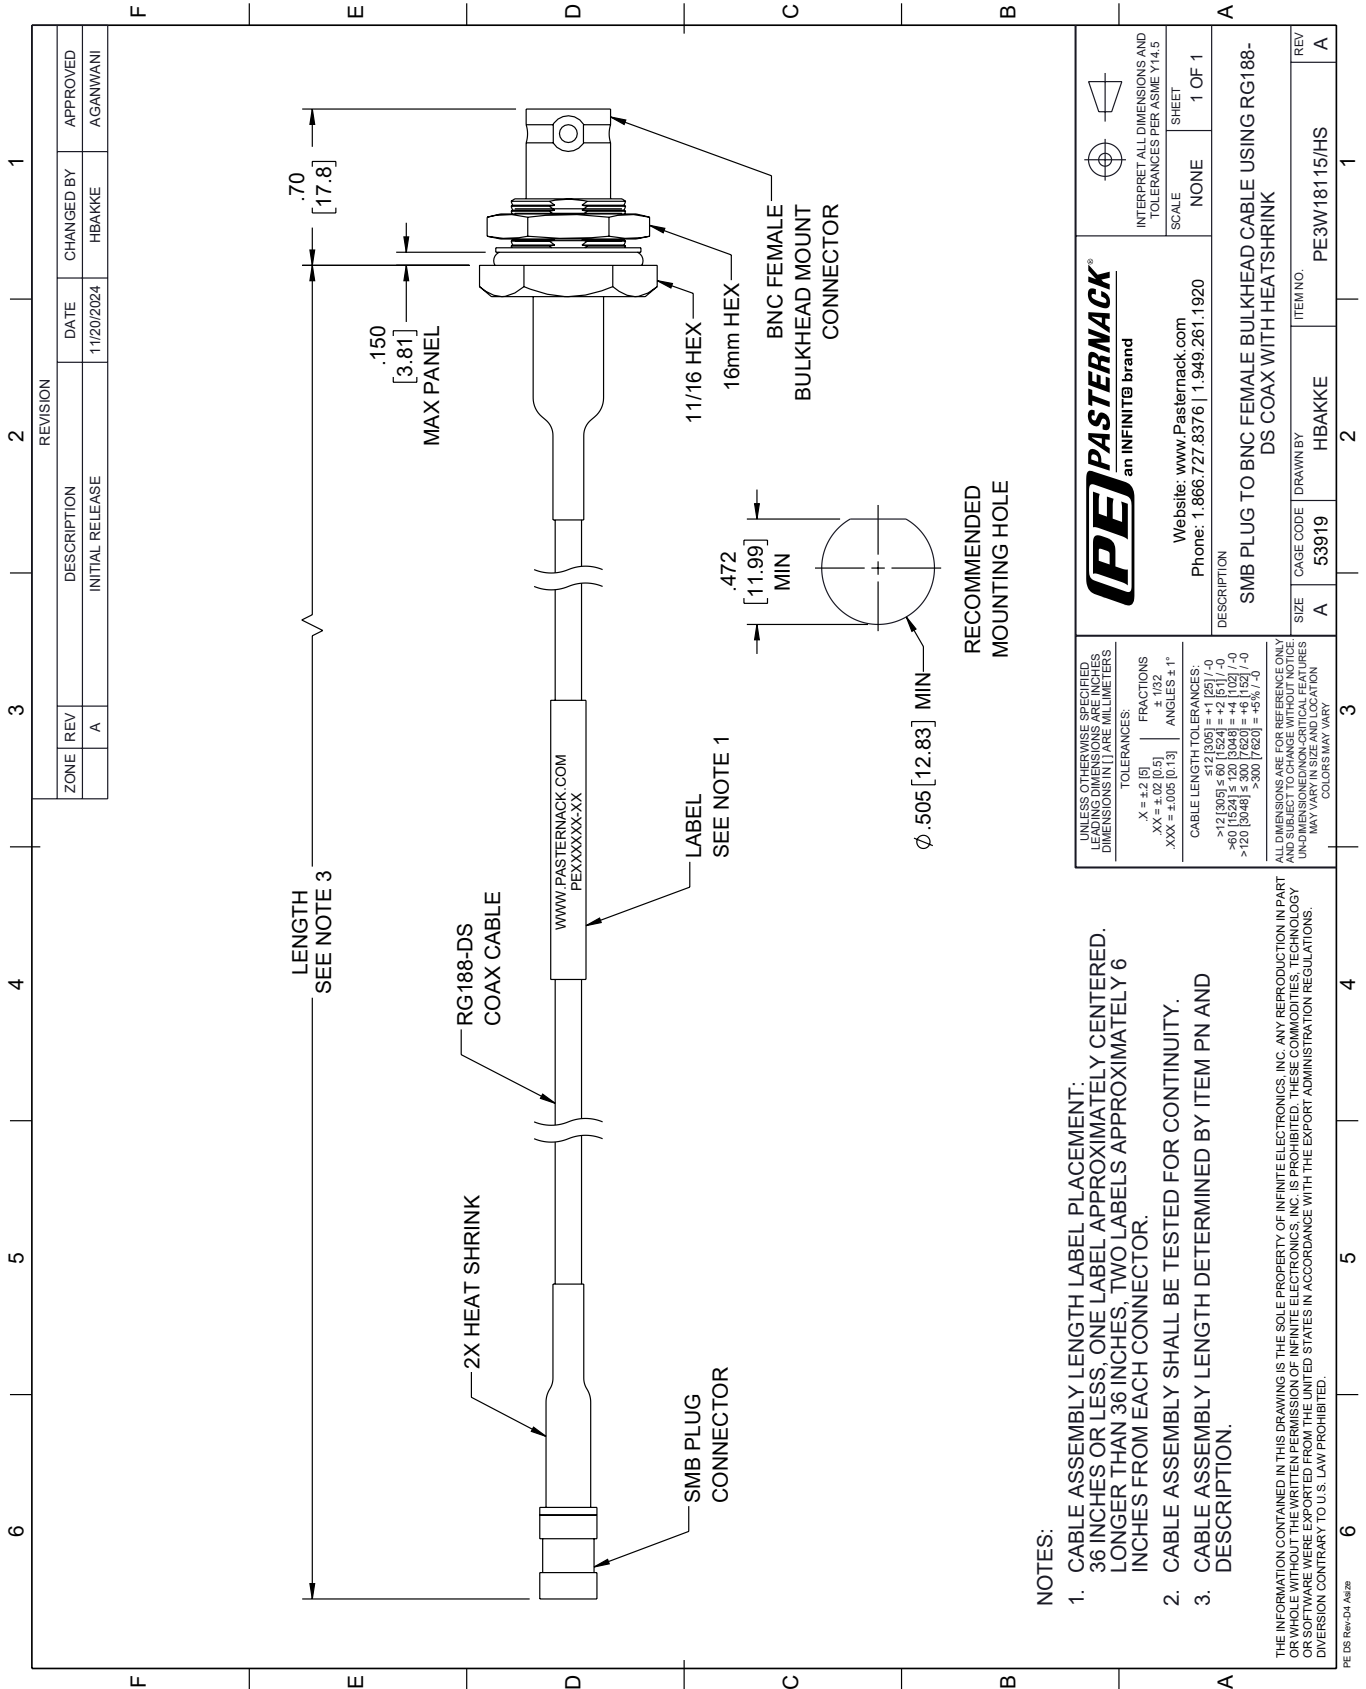 REVISION
ZONE REV DESCRIPTION DATE CHANGED BY APPROVED
A INITIAL RELEASE 11/20/2024 HBAKKE AGANWANI
6 5 4 3 2 1
F
E
D
C
B
A
LENGTH
SEE NOTE 3
.70
[17.8]
.150
[3.81]
MAX PANEL
2X HEAT SHRINK
RG188-DS
COAX CABLE
WWW.PASTERNACK.COM
PEXXXXXX-XX
SMB PLUG
CONNECTOR
LABEL
SEE NOTE 1
11/16 HEX
16mm HEX
BNC FEMALE
BULKHEAD MOUNT
CONNECTOR
.472
[11.99]
MIN
Ø.505 [12.83] MIN
RECOMMENDED
MOUNTING HOLE
NOTES:
1. CABLE ASSEMBLY LENGTH LABEL PLACEMENT:
36 INCHES OR LESS, ONE LABEL APPROXIMATELY CENTERED.
LONGER THAN 36 INCHES, TWO LABELS APPROXIMATELY 6
INCHES FROM EACH CONNECTOR.
2. CABLE ASSEMBLY SHALL BE TESTED FOR CONTINUITY.
3. CABLE ASSEMBLY LENGTH DETERMINED BY ITEM PN AND
DESCRIPTION.
THE INFORMATION CONTAINED IN THIS DRAWING IS THE SOLE PROPERTY OF INFINITE ELECTRONICS, INC. ANY REPRODUCTION IN PART
OR WHOLE WITHOUT THE WRITTEN PERMISSION OF INFINITE ELECTRONICS, INC. IS PROHIBITED. THESE COMMODITIES, TECHNOLOGY
OR SOFTWARE WERE EXPORTED FROM THE UNITED STATES IN ACCORDANCE WITH THE EXPORT ADMINISTRATION REGULATIONS.
DIVERSION CONTRARY TO U.S. LAW PROHIBITED.
UNLESS OTHERWISE SPECIFIED
LEADING DIMENSIONS ARE INCHES
DIMENSIONS IN [ ] ARE MILLIMETERS
TOLERANCES:
.X = ±.2 [5]
.XX = ±.02 [0.5]
.XXX = ±.005 [0.13]
FRACTIONS
± 1/32
ANGLES ± 1°
CABLE LENGTH TOLERANCES:
≤12 [305] = +1 [25] / -0
>12 [305] ≤ 60 [1524] = +2 [51] / -0
>60 [1524] ≤ 120 [3048] = +4 [102] / -0
>120 [3048] ≤ 300 [7620] = +6 [152] / -0
>300 [7620] = +5% / -0
ALL DIMENSIONS ARE FOR REFERENCE ONLY
AND SUBJECT TO CHANGE WITHOUT NOTICE.
UN-DIMENSIONED/NON-CRITICAL FEATURES
MAY VARY IN SIZE AND LOCATION
COLORS MAY VARY
PE PASTERNACK®
an INFINIT® brand
Website: www.Pasternack.com
Phone: 1.866.727.8376 | 1.949.261.1920
INTERPRET ALL DIMENSIONS AND
TOLERANCES PER ASME Y14.5
SCALE
NONE
SHEET
1 OF 1
DESCRIPTION
SMB PLUG TO BNC FEMALE BULKHEAD CABLE USING RG188-
DS COAX WITH HEATSHRINK
SIZE
A
CAGE CODE
53919
DRAWN BY
HBAKKE
ITEM NO.
PE3W18115/HS
REV
A
6 5 4 3 2 1
F
E
D
C
B
A
PE DS Rev-D4 Asize